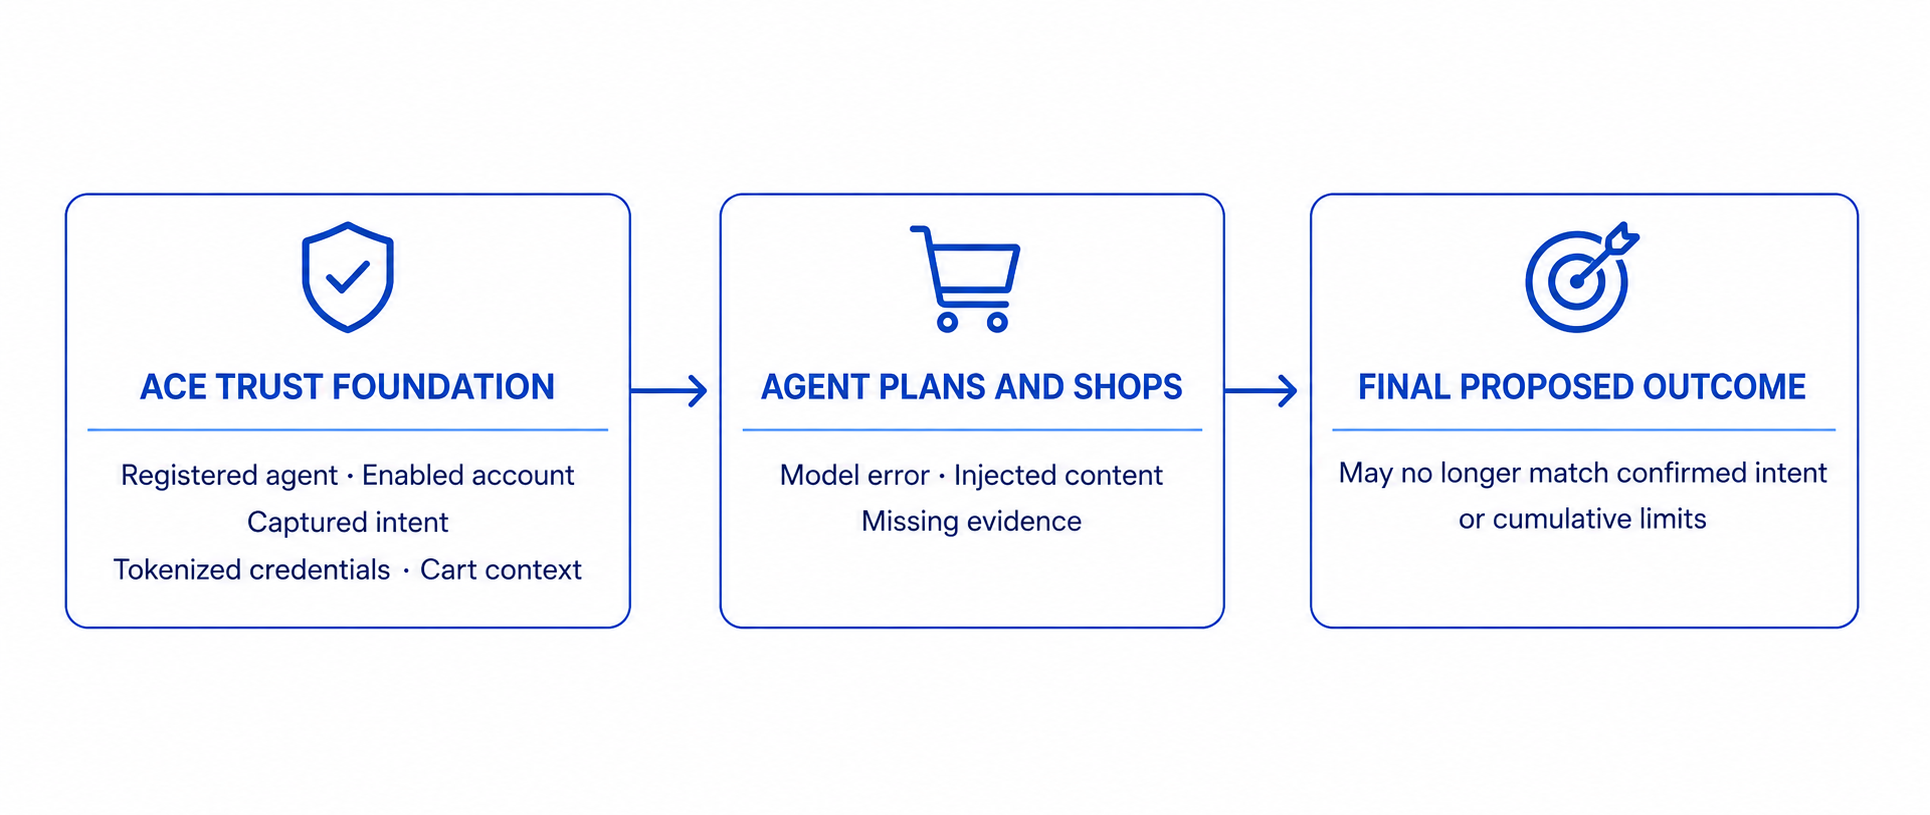 ACE TRUST FOUNDATION
Registered agent · Enabled account
Captured intent
Tokenized credentials · Cart context
AGENT PLANS AND SHOPS
Model error · Injected content
Missing evidence
FINAL PROPOSED OUTCOME
May no longer match confirmed intent
or cumulative limits